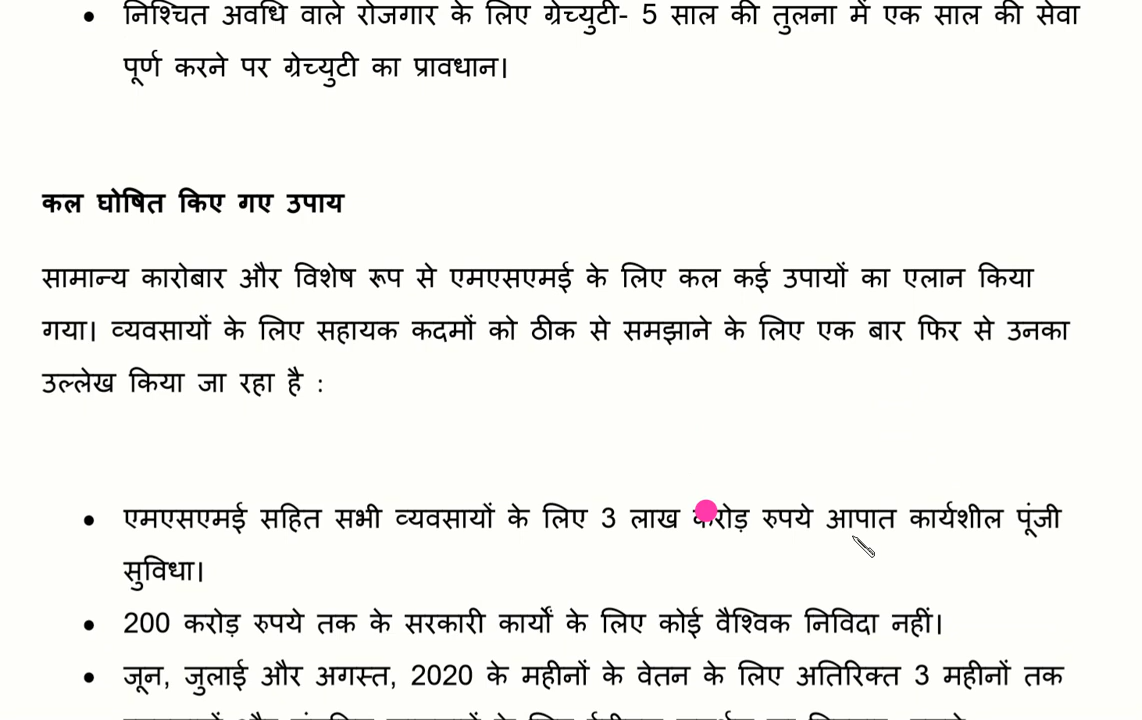 • निश्चित अवधि वाले रोजगार के लिए ग्रेच्युटी- 5 साल की तुलना में एक साल की सेवा
पूर्ण करने पर ग्रेच्युटी का प्रावधान।
कल घोषित किए गए उपाय
सामान्य कारोबार और विशेष रूप से एमएसएमई के लिए कल कई उपायों का एलान किया
गया। व्यवसायों के लिए सहायक कदमों को ठीक से समझाने के लिए एक बार फिर से उनका
उल्लेख किया जा रहा है :
• एमएसएमई सहित सभी व्यवसायों के लिए 3 लाख करोड़ रुपये आपात कार्यशील पूंजी
सुविधा।
• 200 करोड़ रुपये तक के सरकारी कार्यों के लिए कोई वैश्विक निविदा नहीं।
• जून, जुलाई और अगस्त, 2020 के महीनों के वेतन के लिए अतिरिक्त 3 महीनों तक